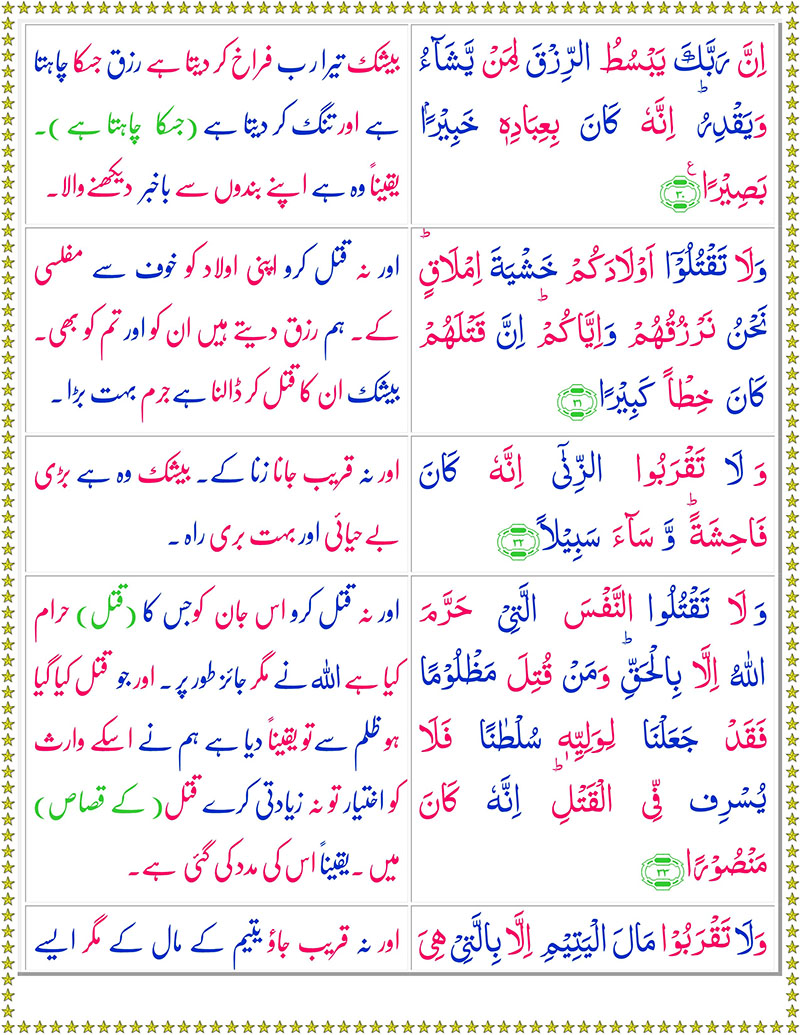 اِنَّ رَبَّكَ يَبْسُطُ الرِّزْقَ لِمَنْ يَّشَآءُ
وَيَقْدِرُ ؕ اِنَّهٗ كَانَ بِعِبَادِهٖ خَبِيْرًۢا
بَصِيْرًا ع ۳۰
بیشک تیرا رب فراخ کر دیتا ہے رزق جسکا چاہتا
ہے اور تنگ کر دیتا ہے (جسکا چاہتا ہے)۔
یقیناً وہ ہے اپنے بندوں سے باخبر دیکھنے والا۔
وَلَا تَقْتُلُوْۤا اَوْلَادَكُمْ خَشْيَةَ اِمْلَاقٍ ؕ
نَحْنُ نَرْزُقُهُمْ وَاِيَّاكُمْ ؕ اِنَّ قَتْلَهُمْ
كَانَ خِطْاً كَبِيْرًا ۳۱
اور نہ قتل کرو اپنی اولاد کو خوف سے مفلسی
کے۔ ہم رزق دیتے ہیں ان کو اور تم کو بھی۔
بیشک ان کا قتل کر ڈالنا ہے جرم بہت بڑا۔
وَ لَا تَقْرَبُوا الزِّنٰٓى اِنَّهٗ كَانَ
فَاحِشَةً ؕ وَّ سَآءَ سَبِيْلاً ۳۲
اور نہ قریب جانا زنا کے۔ بیشک وہ ہے بڑی
بے حیائی اور بہت بری راہ۔
وَ لَا تَقْتُلُوا النَّفْسَ الَّتِىْ حَرَّمَ
اللهُ اِلَّا بِالْحَقِّ ؕ وَمَنْ قُتِلَ مَظْلُوْمًا
فَقَدْ جَعَلْنَا لِوَلِيِّهٖ سُلْطٰنًا فَلَا
يُسْرِف فِّى الْقَتْلِ ؕ اِنَّهٗ كَانَ
مَنْصُوْرًا ۳۳
اور نہ قتل کرو اس جان کو جس کا (قتل) حرام
کیا ہے اللہ نے مگر جائز طور پر۔ اور جو قتل کیا گیا
ہو ظلم سے تو یقیناً دیا ہے ہم نے اسکے وارث
کو اختیار تو نہ زیادتی کرے قتل (کے قصاص)
میں۔ یقیناً اس کی مدد کی گئی ہے۔
وَلَا تَقْرَبُوْا مَالَ الْيَتِيْمِ اِلَّا بِالَّتِىْ هِىَ
اور نہ قریب جاؤ یتیم کے مال کے مگر ایسے